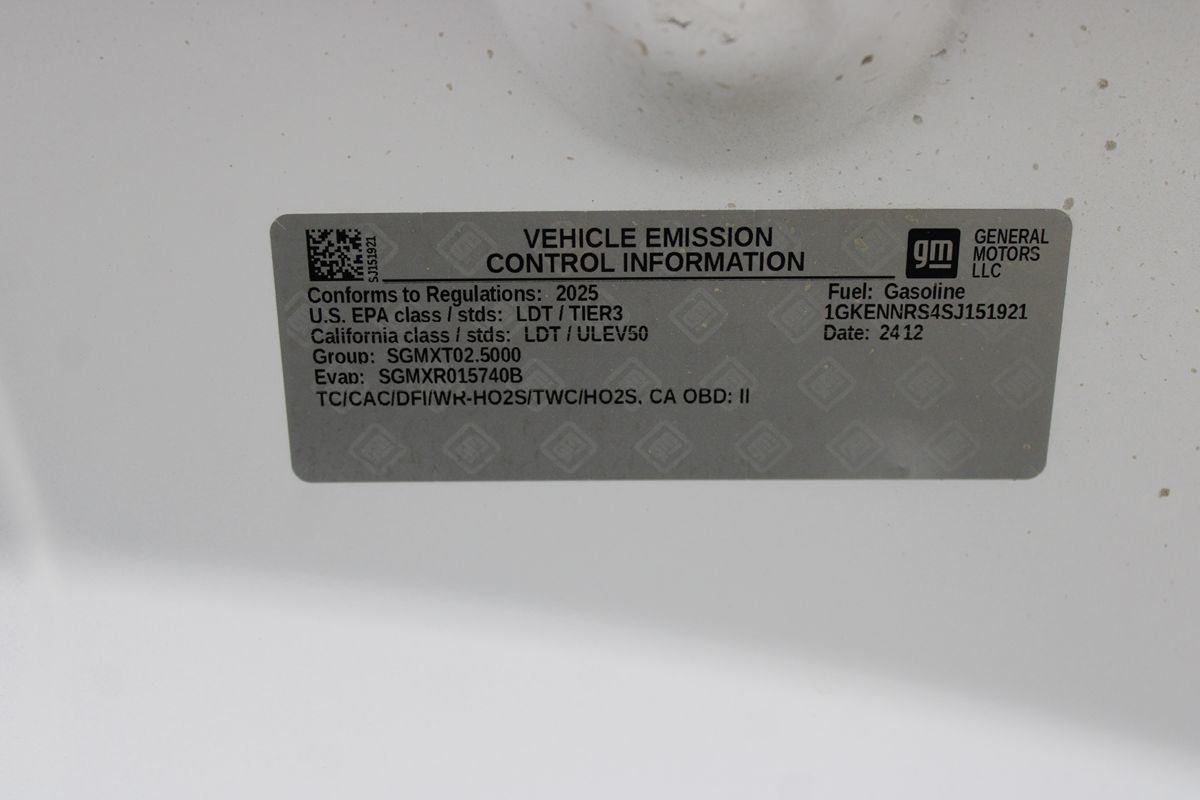 VEHICLE EMISSION
CONTROL INFORMATION
SJ151921
gm
GENERAL
MOTORS
LLC
Conforms to Regulations: 2025
U.S. EPA class / stds: LDT / TIER3
California class / stds: LDT / ULEV50
Group: SGMXT02.5000
Evap: SGMXR015740B
TC/CAC/DFI/WR-HO2S/TWC/HO2S, CA OBD: II
Fuel: Gasoline
1GKENNRS4SJ151921
Date: 2412